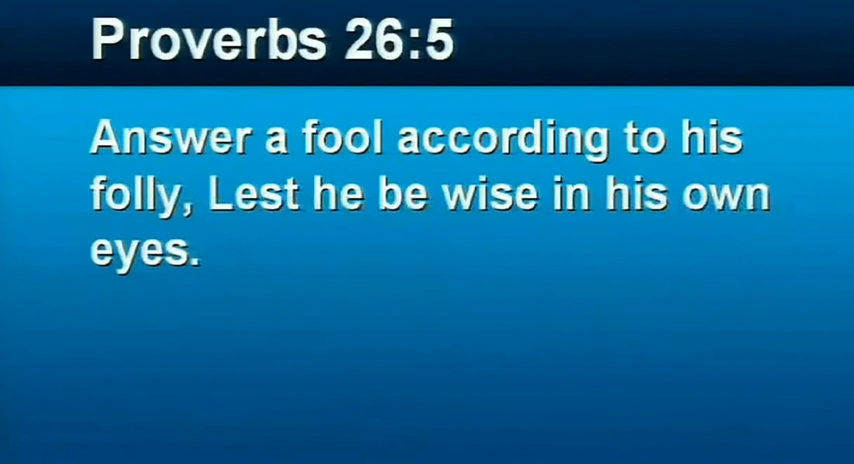 Proverbs 26:5
Answer a fool according to his
folly, Lest he be wise in his own
eyes.